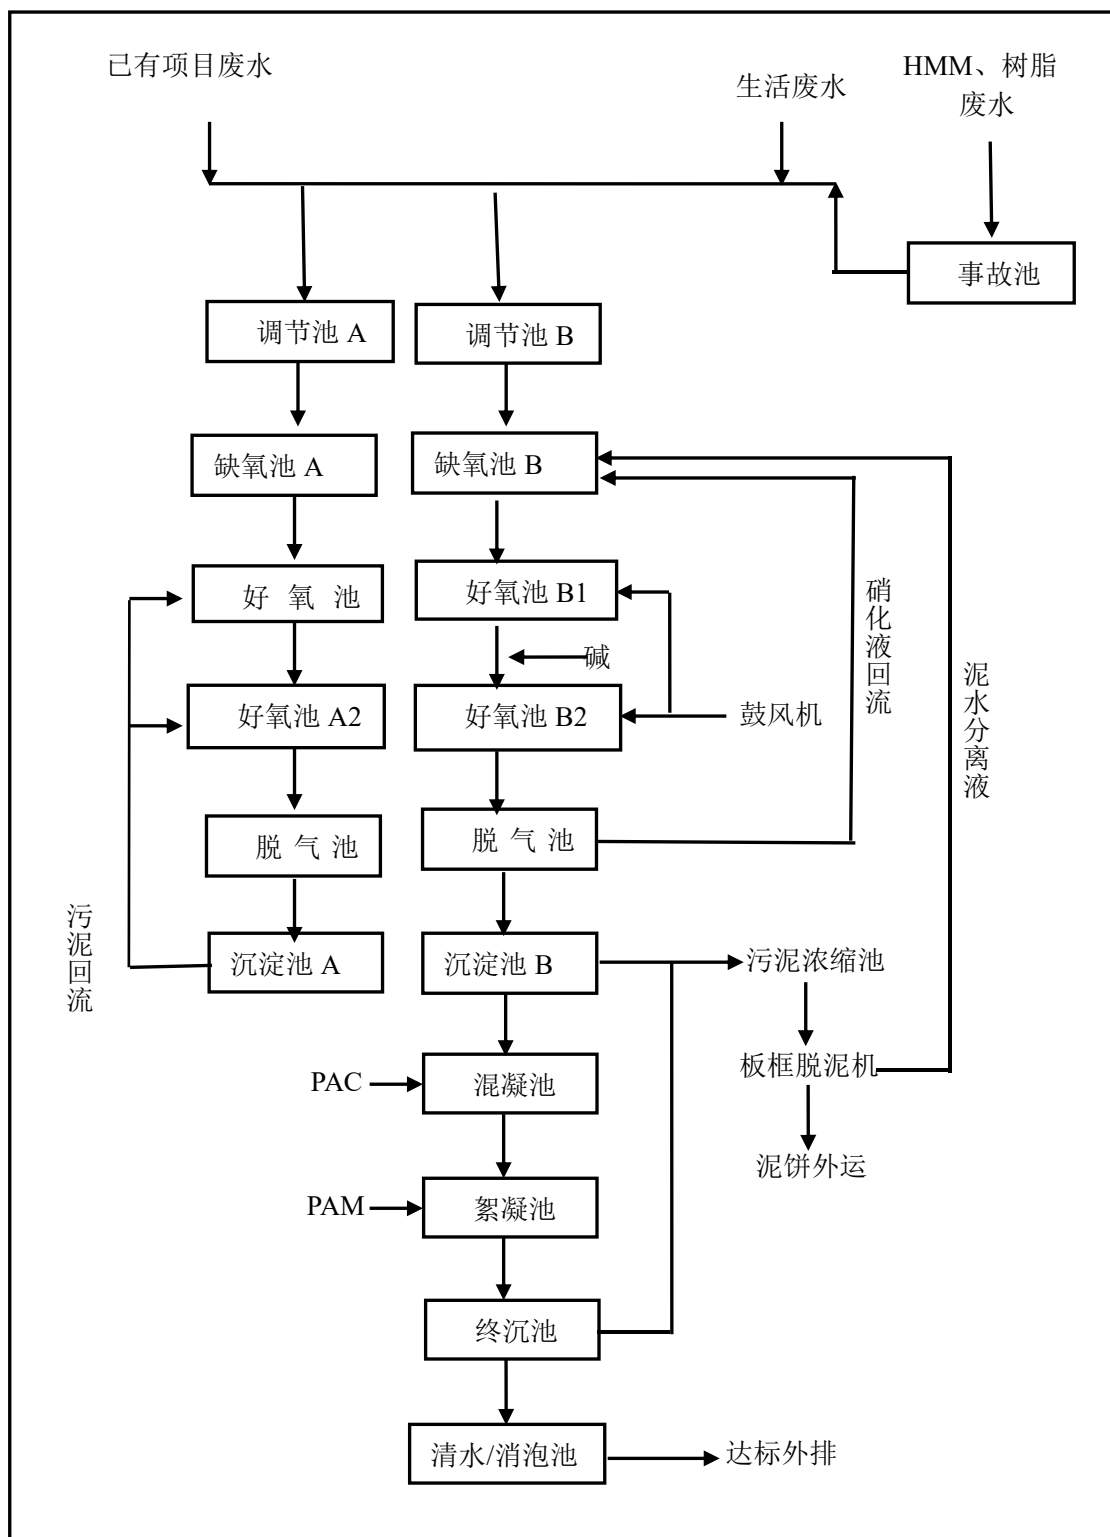 已有项目废水
生活废水
HMM、树脂
废水
事故池
调节池 A
调节池 B
缺氧池 A
缺氧池 B
好 氧 池
好氧池 B1
碱
好氧池 A2
好氧池 B2
鼓风机
硝化液回流
泥水分离液
脱 气 池
脱 气 池
污泥回流
沉淀池 A
沉淀池 B
污泥浓缩池
板框脱泥机
泥饼外运
PAC
混凝池
PAM
絮凝池
终沉池
清水/消泡池
达标外排